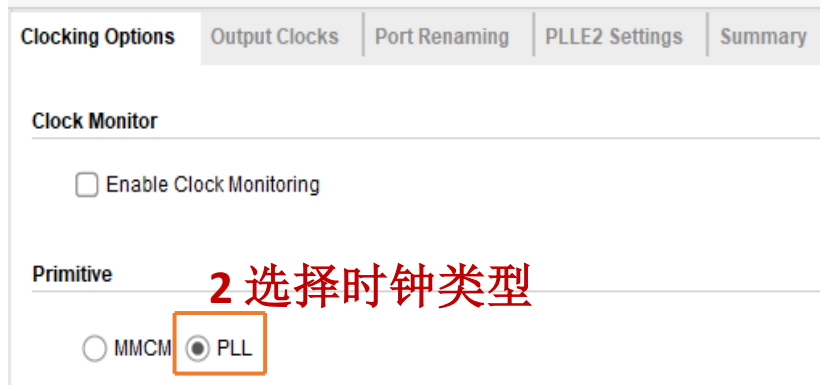 Clocking Options Output Clocks Port Renaming PLLE2 Settings Summary
Clock Monitor
Enable Clock Monitoring
Primitive
2 选择时钟类型
MMCM PLL